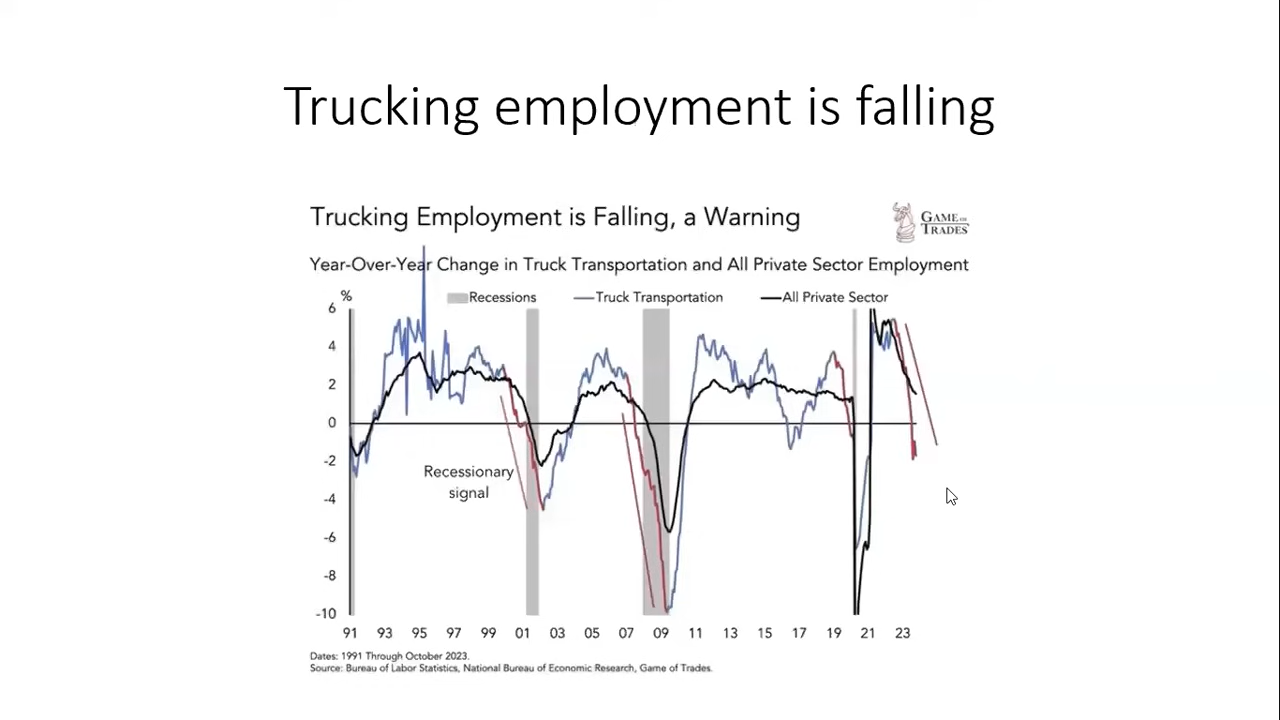 Trucking employment is falling
Trucking Employment is Falling, a Warning
GAME OF
TRADES
Year-Over-Year Change in Truck Transportation and All Private Sector Employment
%
Recessions
Truck Transportation
All Private Sector
6
4
2
0
-2
-4
-6
-8
-10
Recessionary
signal
91 93 95 97 99 01 03 05 07 09 11 13 15 17 19 21 23
Dates: 1991 Through October 2023.
Source: Bureau of Labor Statistics, National Bureau of Economic Research, Game of Trades.